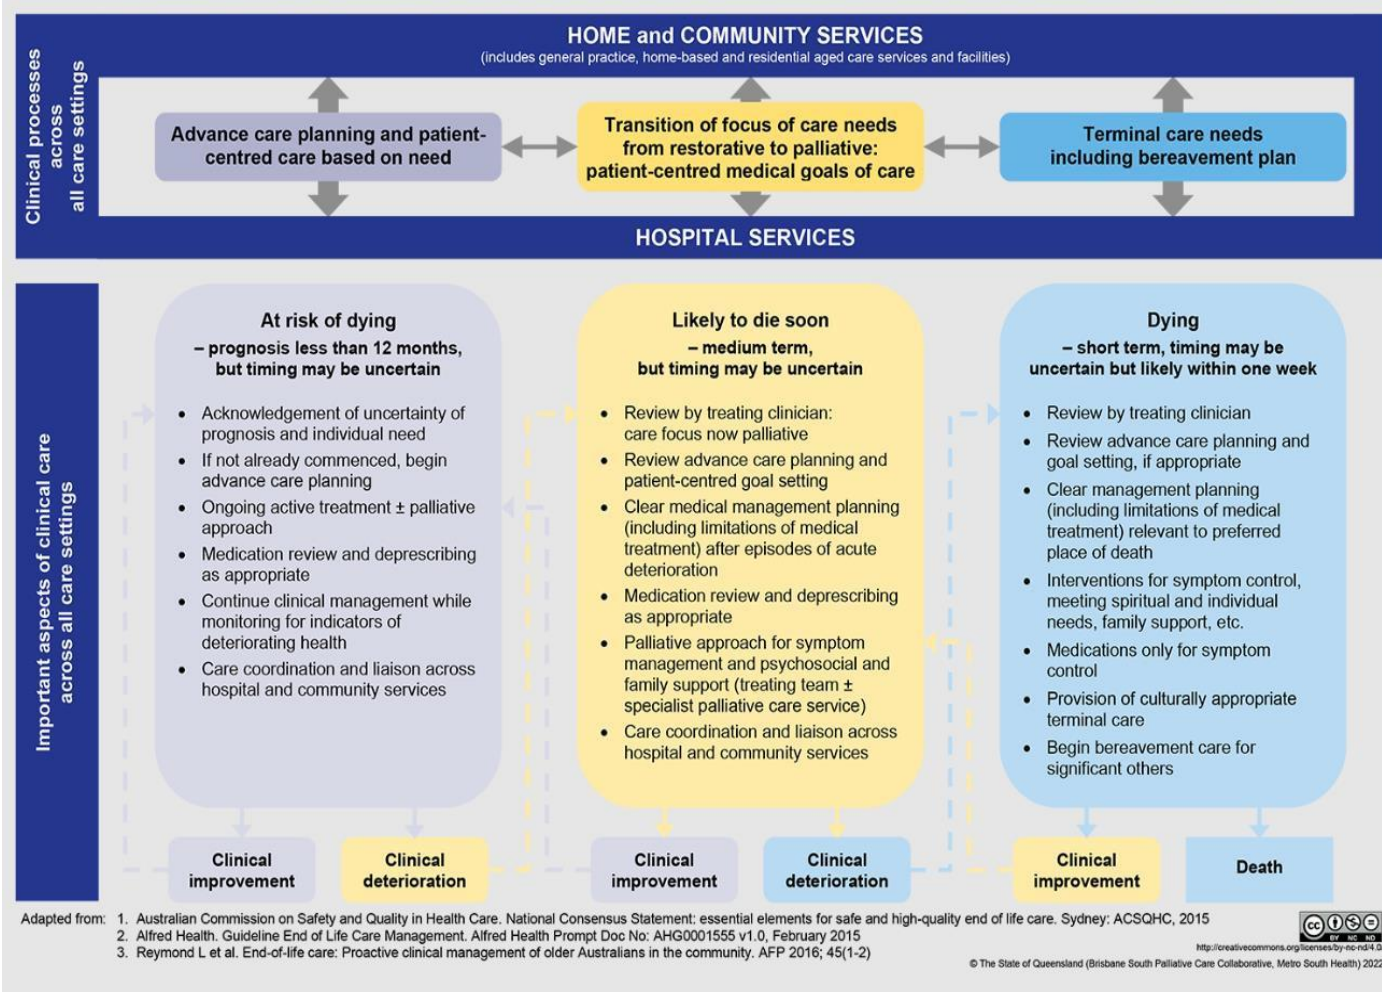 HOME and COMMUNITY SERVICES
(includes general practice, home-based and residential aged care services and facilities)
Clinical processes
across
all care settings
Advance care planning and patient-
centred care based on need
Transition of focus of care needs
from restorative to palliative:
patient-centred medical goals of care
Terminal care needs
including bereavement plan
HOSPITAL SERVICES
Important aspects of clinical care
across all care settings
At risk of dying
– prognosis less than 12 months,
but timing may be uncertain
• Acknowledgement of uncertainty of
prognosis and individual need
• If not already commenced, begin
advance care planning
• Ongoing active treatment ± palliative
approach
• Medication review and deprescribing
as appropriate
• Continue clinical management while
monitoring for indicators of
deteriorating health
• Care coordination and liaison across
hospital and community services
Clinical
improvement
Clinical
deterioration
Likely to die soon
– medium term,
but timing may be uncertain
• Review by treating clinician:
care focus now palliative
• Review advance care planning and
patient-centred goal setting
• Clear medical management planning
(including limitations of medical
treatment) after episodes of acute
deterioration
• Medication review and deprescribing
as appropriate
• Palliative approach for symptom
management and psychosocial and
family support (treating team ±
specialist palliative care service)
• Care coordination and liaison across
hospital and community services
Clinical
improvement
Clinical
deterioration
Dying
– short term, timing may be
uncertain but likely within one week
• Review by treating clinician
• Review advance care planning and
goal setting, if appropriate
• Clear management planning
(including limitations of medical
treatment) relevant to preferred
place of death
• Interventions for symptom control,
meeting spiritual and individual
needs, family support, etc.
• Medications only for symptom
control
• Provision of culturally appropriate
terminal care
• Begin bereavement care for
significant others
Clinical
improvement
Death
Adapted from: 1. Australian Commission on Safety and Quality in Health Care. National Consensus Statement: essential elements for safe and high-quality end of life care. Sydney: ACSQHC, 2015
2. Alfred Health. Guideline End of Life Care Management. Alfred Health Prompt Doc No: AHG0001555 v1.0, February 2015
3. Reymond L et al. End-of-life care: Proactive clinical management of older Australians in the community. AFP 2016; 45(1-2)
cc
BY NC ND
http://creativecommons.org/licenses/by-nc-nd/4.0/
© The State of Queensland (Brisbane South Palliative Care Collaborative, Metro South Health) 2022